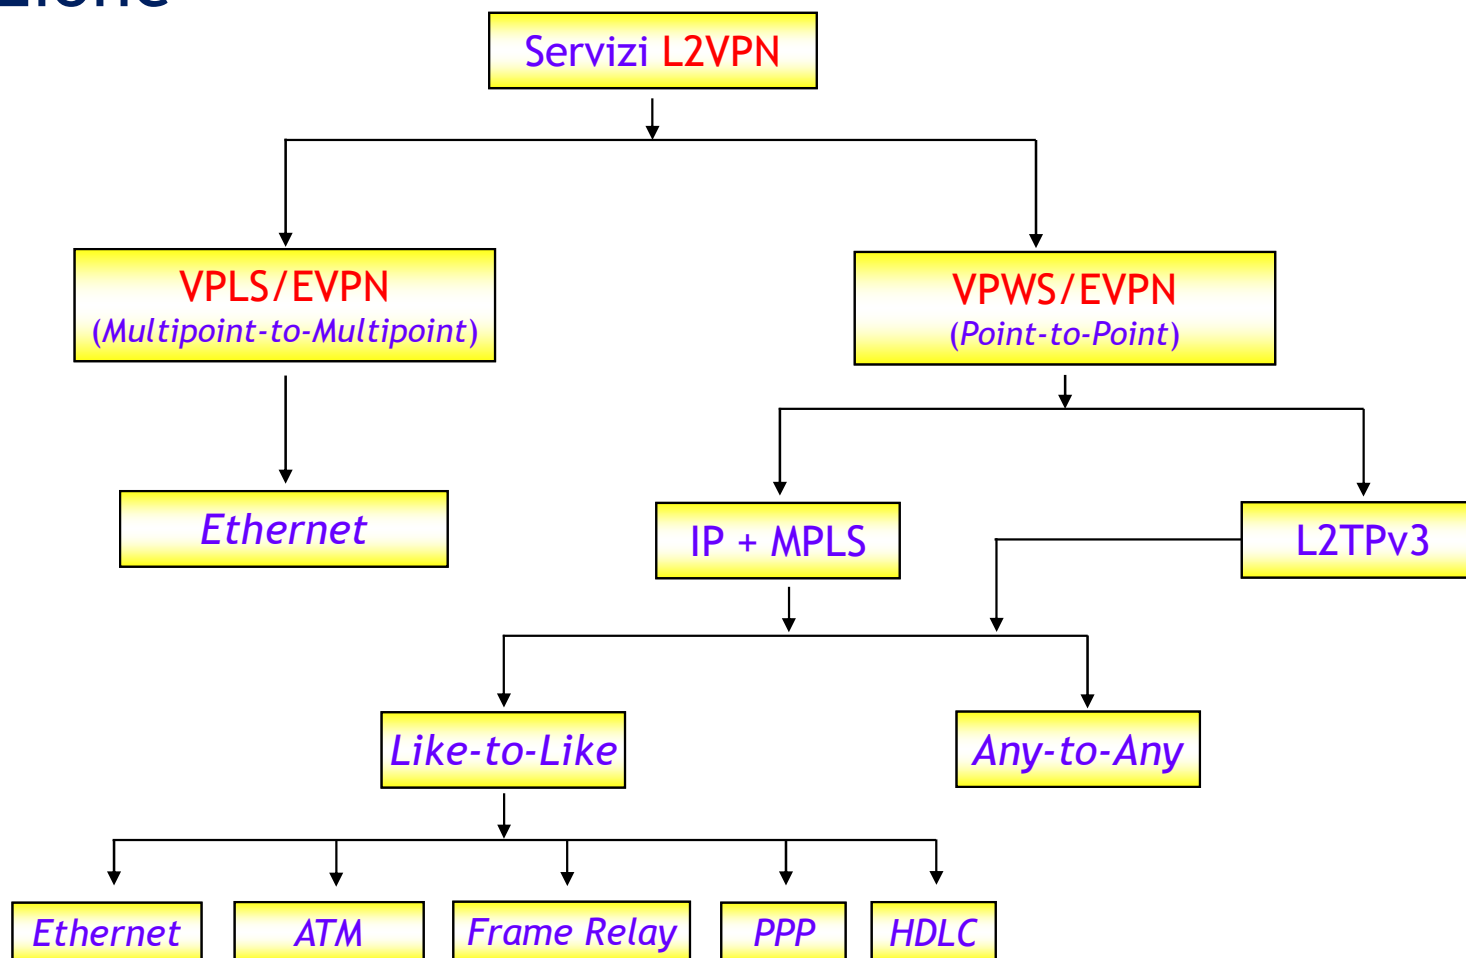 Servizi L2VPN
VPLS/EVPN
(Multipoint-to-Multipoint)
VPWS/EVPN
(Point-to-Point)
Ethernet
IP + MPLS
L2TPv3
Like-to-Like
Any-to-Any
Ethernet
ATM
Frame Relay
PPP
HDLC